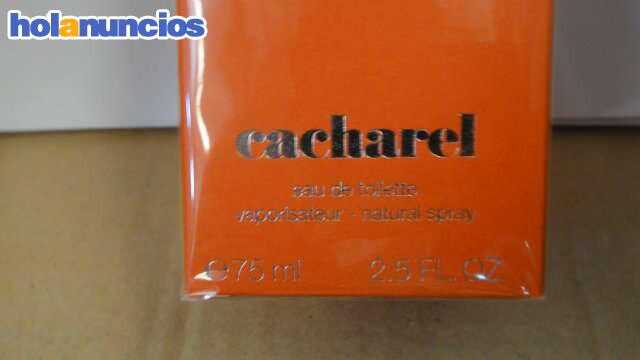 holanuncios
cacharel
eau de toilette
vaporisateur - natural spray
℮75 ml 2.5 FL. OZ